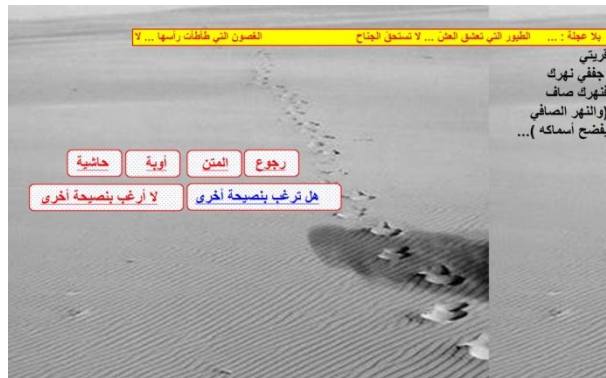 بلا عجلة : ... الطيور التي تعشق العش ... لا تستحق الجناح الغصون التي طأطأت رأسها ... لا
قريتي
جففي نهرك
فنهرك صاف
(والنهر الصافي
يفضح أسماكه )...
رجوع المتن أوبة حاشية
هل ترغب بنصيحة أخرى لا أرغب بنصيحة أخرى